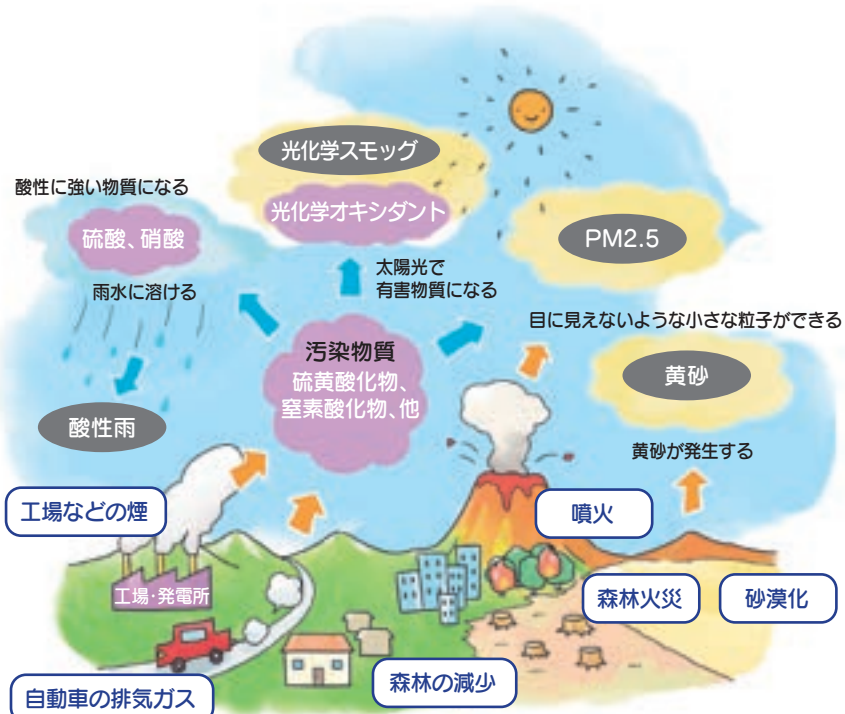 光化学スモッグ
光化学オキシダント
酸性に強い物質になる
硫酸、硝酸
雨水に溶ける
太陽光で
有害物質になる
PM2.5
目に見えないような小さな粒子ができる
汚染物質
硫黄酸化物、
窒素酸化物、他
黄砂
黄砂が発生する
酸性雨
工場などの煙
噴火
工場・発電所
森林火災
砂漠化
森林の減少
自動車の排気ガス